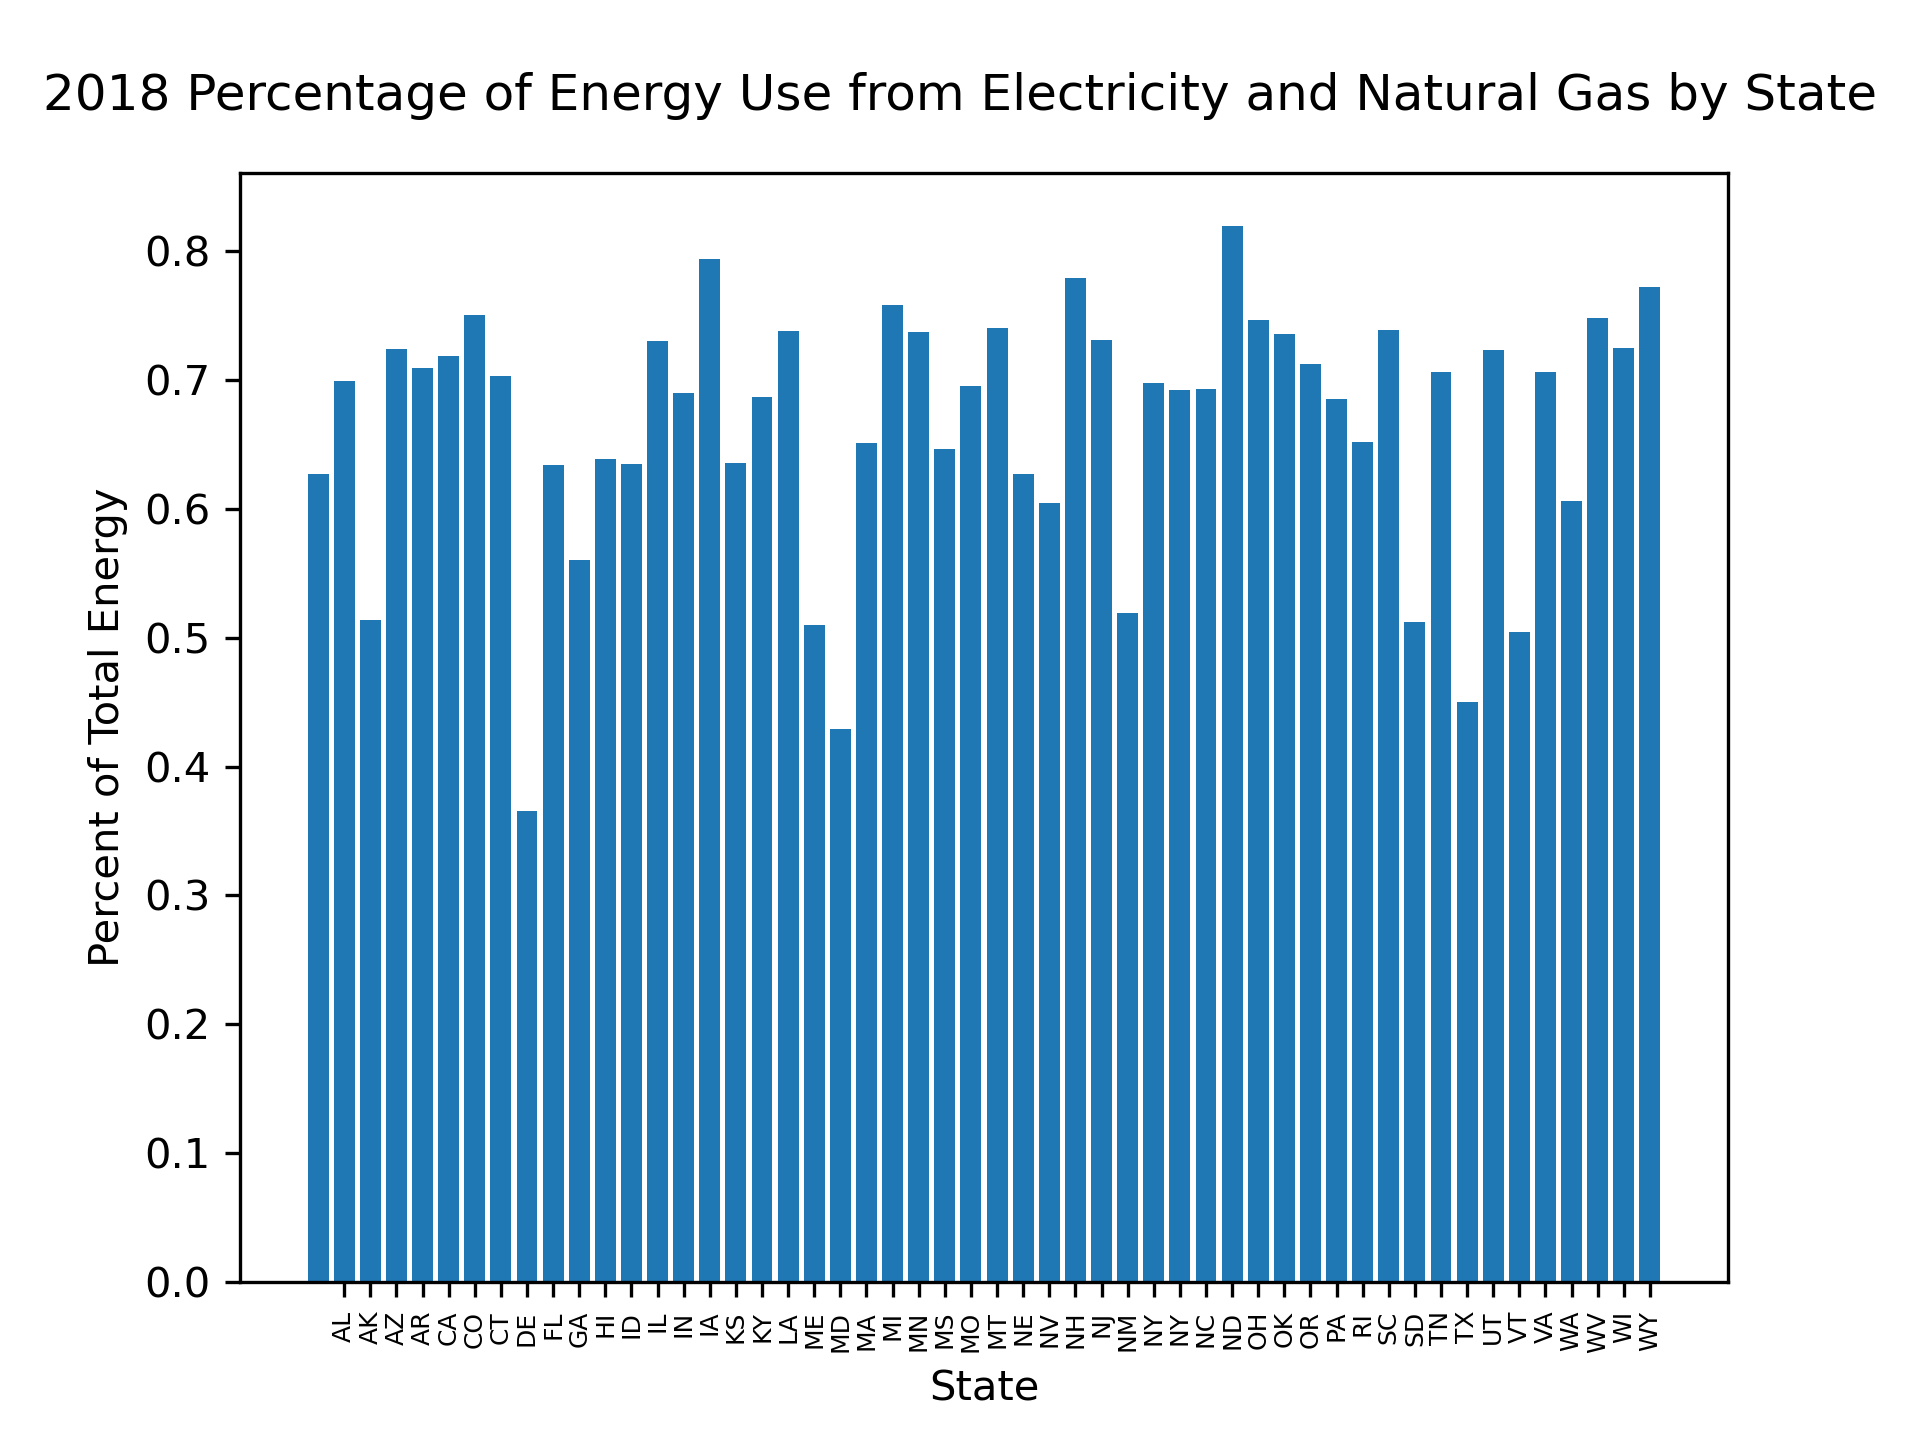 2018 Percentage of Energy Use from Electricity and Natural Gas by State
Percent of Total Energy
0.8
0.7
0.6
0.5
0.4
0.3
0.2
0.1
0.0
AL AK AZ AR CA CO CT DE FL GA HI ID IL IN IA KS KY LA ME MD MA MI MN MS MO MT NE NV NH NJ NM NY NY NC ND OH OK OR PA RI SC SD TN TX UT VT VA WA WV WI WY
State